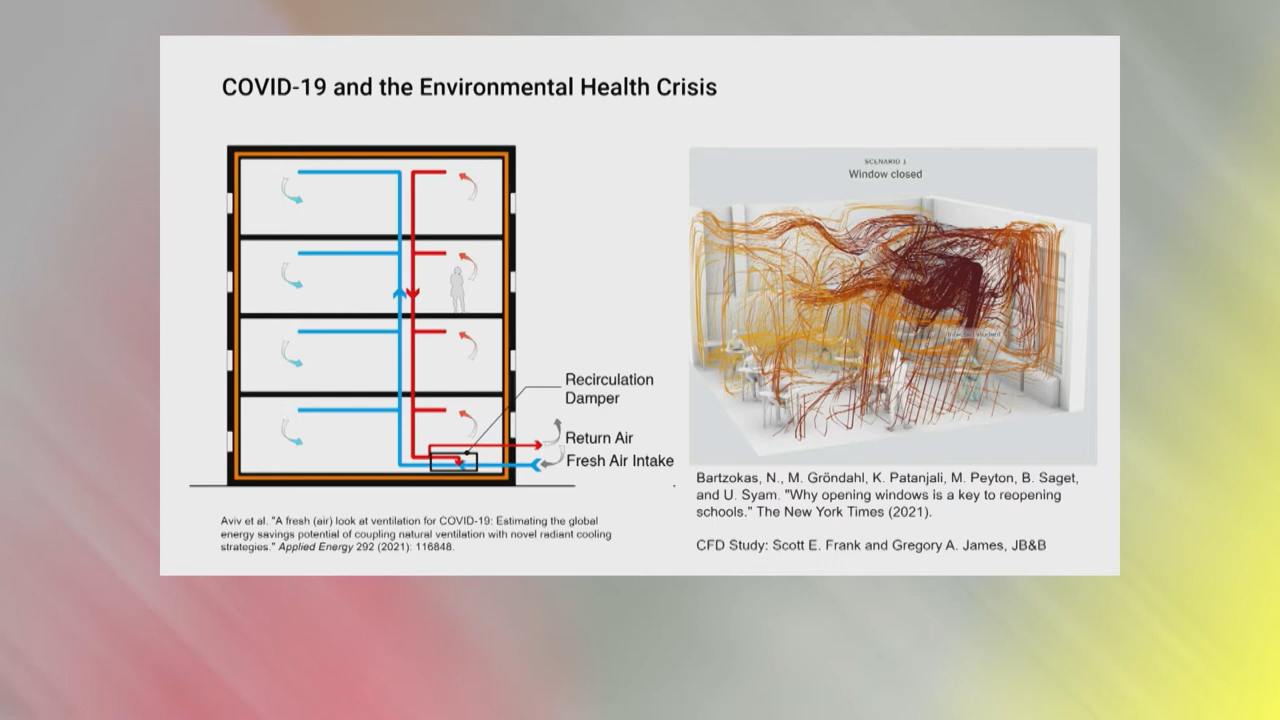 COVID-19 and the Environmental Health Crisis
SCENARIO 1
Window closed
Infected student
Recirculation
Damper
Return Air
Fresh Air Intake
Aviv et al. "A fresh (air) look at ventilation for COVID-19: Estimating the global
energy savings potential of coupling natural ventilation with novel radiant cooling
strategies." Applied Energy 292 (2021): 116848.
Bartzokas, N., M. Gröndahl, K. Patanjali, M. Peyton, B. Saget,
and U. Syam. "Why opening windows is a key to reopening
schools." The New York Times (2021).
CFD Study: Scott E. Frank and Gregory A. James, JB&B